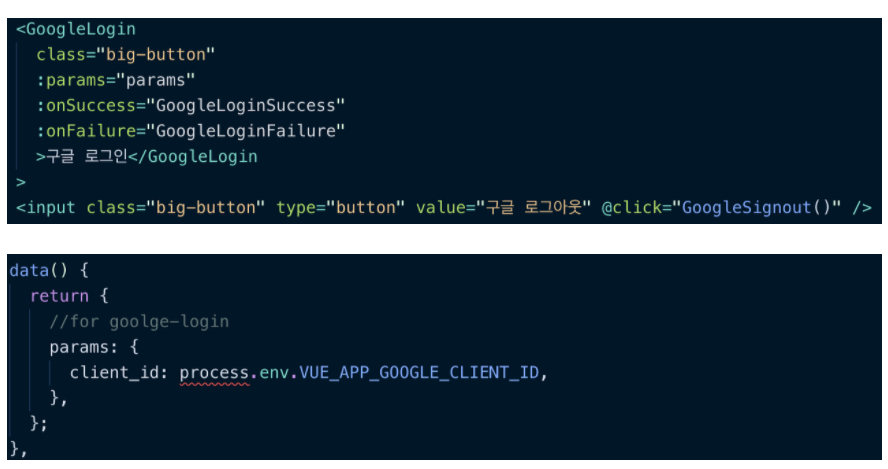 <GoogleLogin
class="big-button"
:params="params"
:onSuccess="GoogleLoginSuccess"
:onFailure="GoogleLoginFailure"
>구글 로그인</GoogleLogin
>
<input class="big-button" type="button" value="구글 로그아웃" @click="GoogleSignout()" />
data() {
return {
//for goolge-login
params: {
client_id: process.env.VUE_APP_GOOGLE_CLIENT_ID,
},
};
},